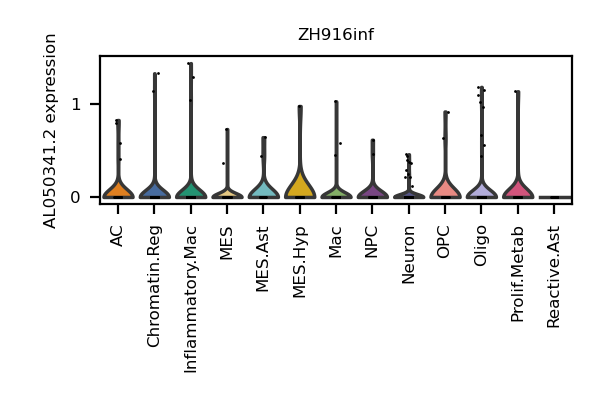 ZH916inf
AL050341.2 expression
1
0
AC
Chromatin.Reg
Inflammatory.Mac
MES
MES.Ast
MES.Hyp
Mac
NPC
Neuron
OPC
Oligo
Prolif.Metab
Reactive.Ast